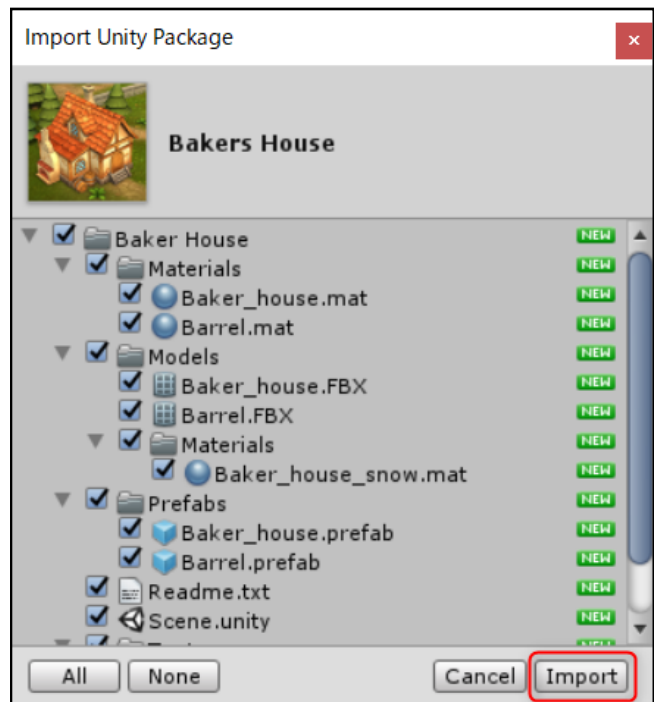 Import Unity Package
Bakers House
Baker House NEW
Materials NEW
Baker_house.mat NEW
Barrel.mat NEW
Models NEW
Baker_house.FBX NEW
Barrel.FBX NEW
Materials NEW
Baker_house_snow.mat NEW
Prefabs NEW
Baker_house.prefab NEW
Barrel.prefab NEW
Readme.txt NEW
Scene.unity NEW
All None Cancel Import